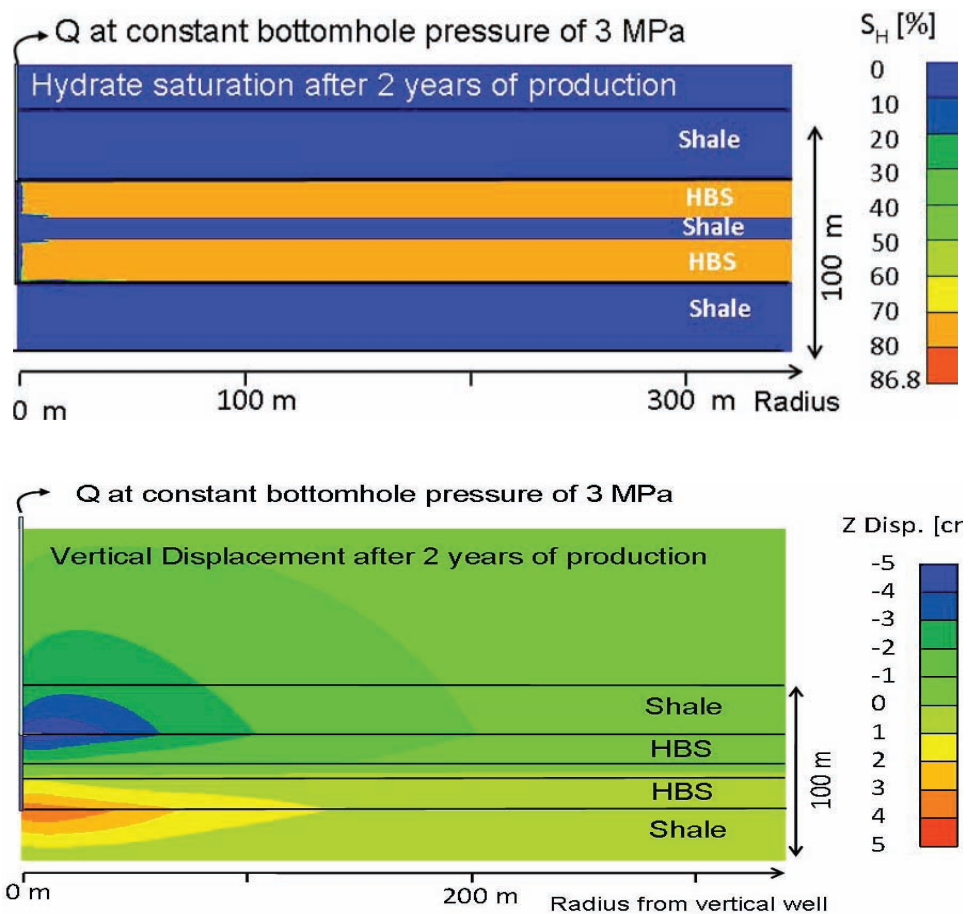 Q at constant bottomhole pressure of 3 MPa
S_H [%]
Hydrate saturation after 2 years of production
Shale
HBS
Shale
HBS
Shale
100 m
0
10
20
30
40
50
60
70
80
86.8
0 m
100 m
300 m
Radius
Q at constant bottomhole pressure of 3 MPa
Z Disp. [cr
Vertical Displacement after 2 years of production
Shale
HBS
HBS
Shale
100 m
-5
-4
-3
-2
-1
0
1
2
3
4
5
0 m
200 m
Radius from vertical well